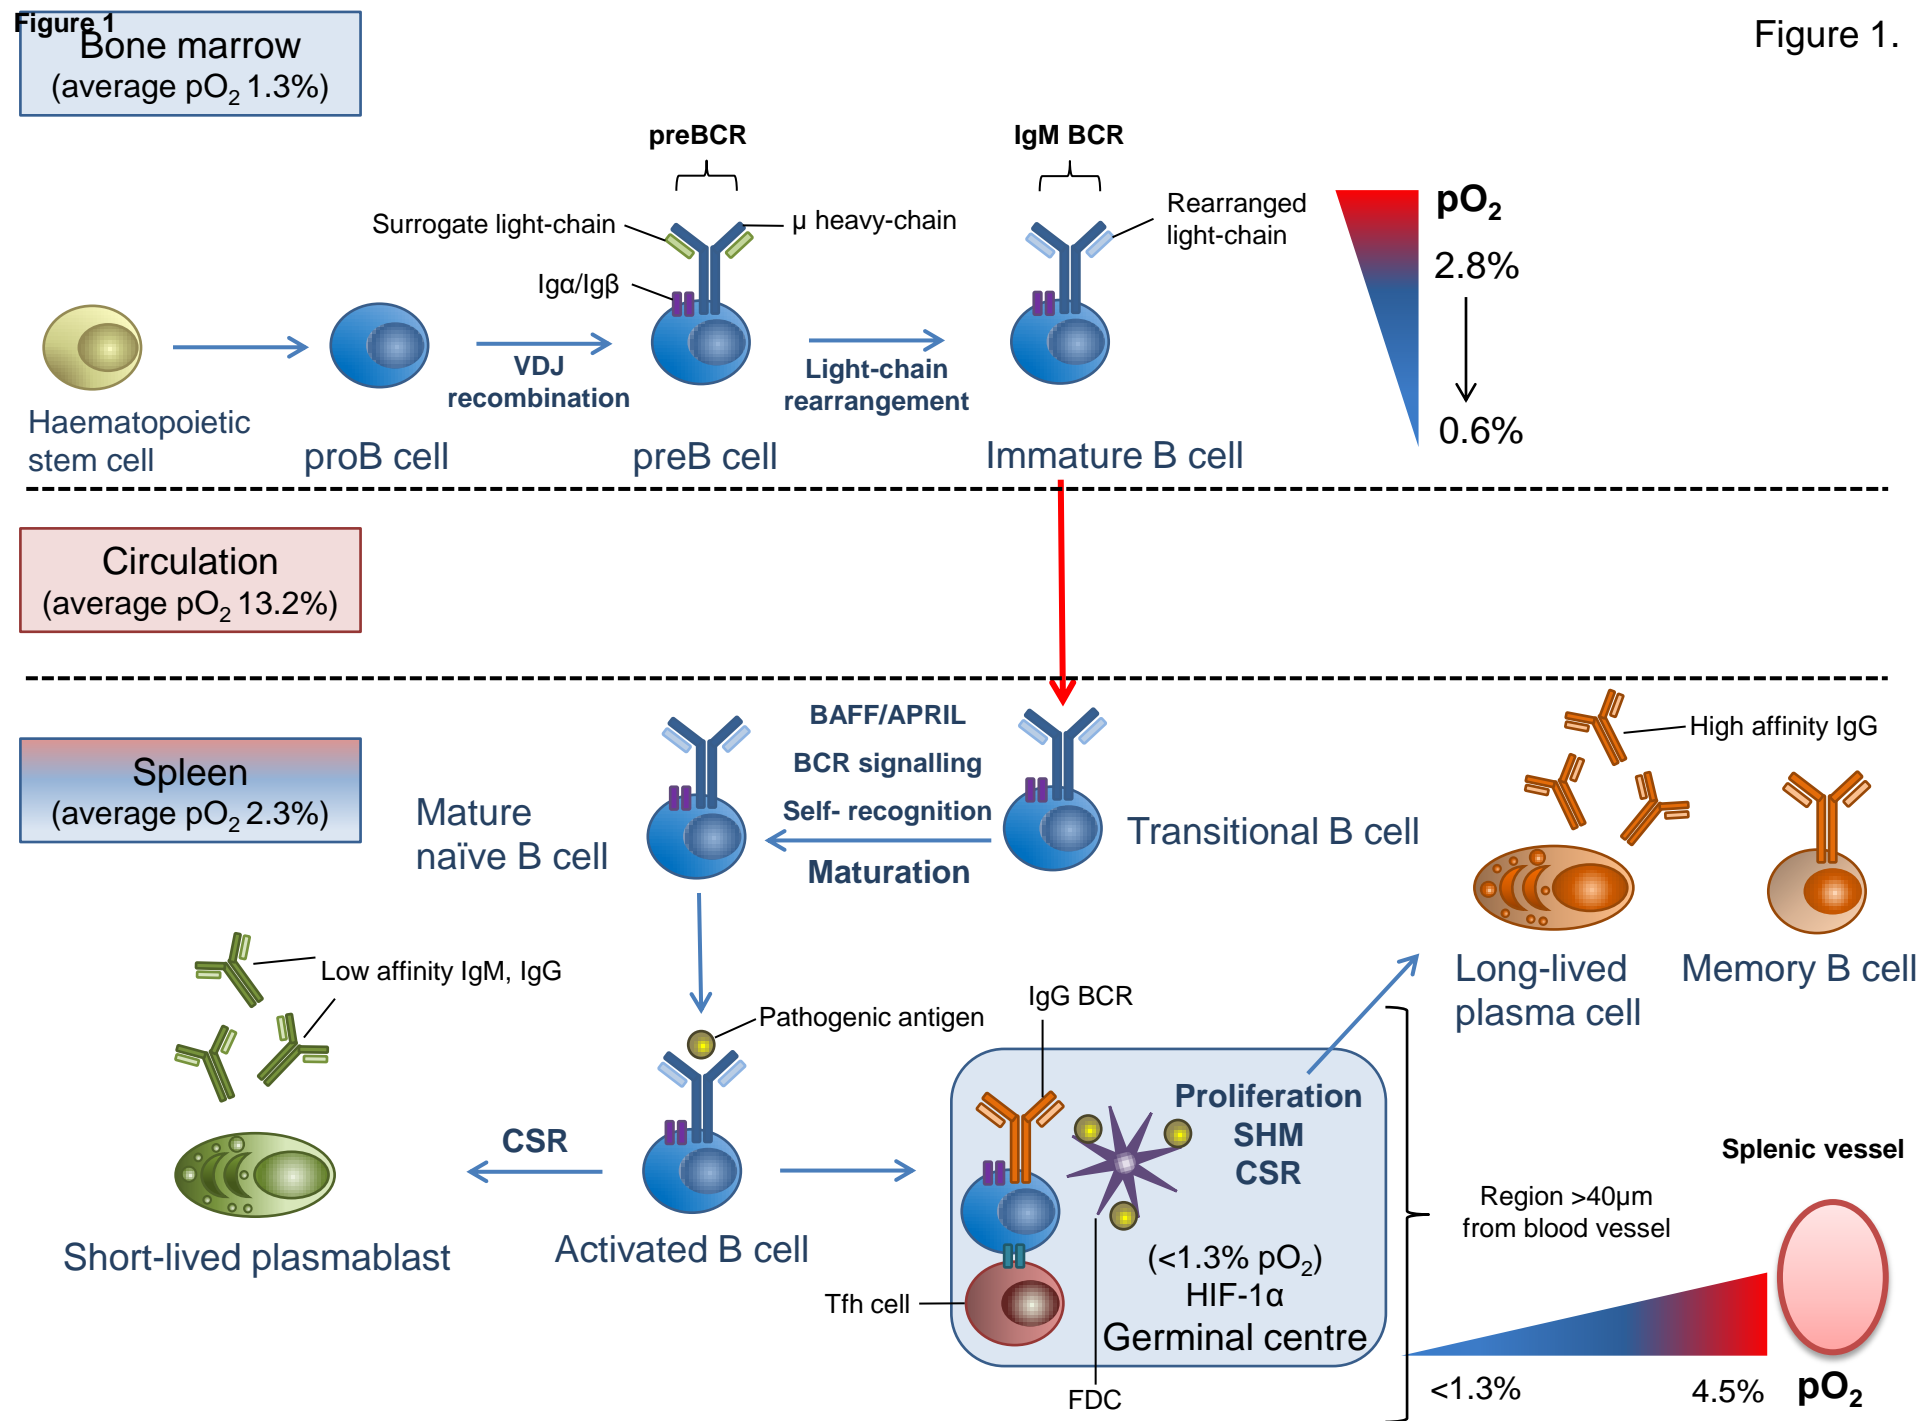 Figure 1
Figure 1.
Bone marrow
(average pO₂ 1.3%)
preBCR
IgM BCR
Surrogate light-chain
μ heavy-chain
Rearranged
light-chain
Igα/Igβ
pO₂
2.8%
0.6%
VDJ
recombination
Light-chain
rearrangement
Haematopoietic
stem cell
proB cell
preB cell
Immature B cell
Circulation
(average pO₂ 13.2%)
Spleen
(average pO₂ 2.3%)
BAFF/APRIL
BCR signalling
Self- recognition
Maturation
Mature
naïve B cell
Transitional B cell
High affinity IgG
Long-lived
plasma cell
Memory B cell
Low affinity IgM, IgG
Pathogenic antigen
IgG BCR
CSR
Short-lived plasmablast
Activated B cell
Proliferation
SHM
CSR
(<1.3% pO₂)
HIF-1α
Germinal centre
Tfh cell
FDC
Region >40μm
from blood vessel
Splenic vessel
<1.3%
4.5%
pO₂